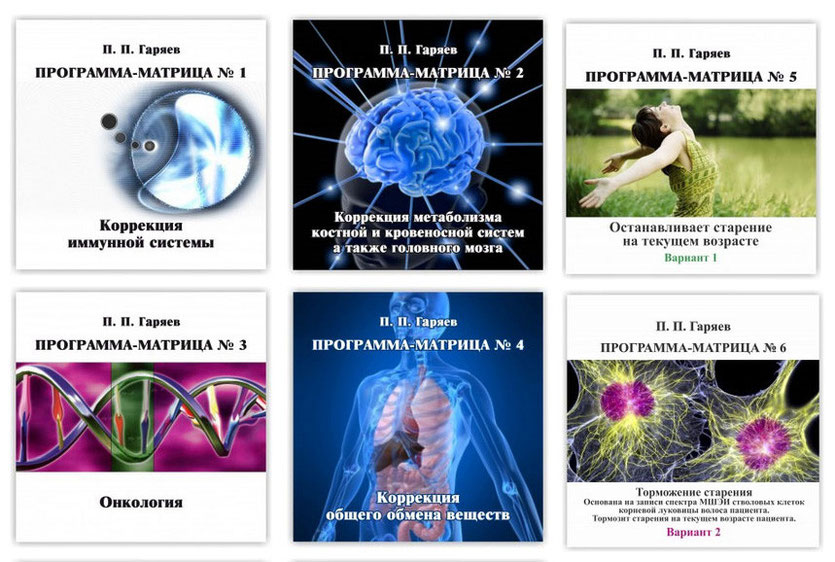 П. П. Гаряев
ПРОГРАММА-МАТРИЦА № 1
Коррекция
иммунной системы
П. П. Гаряев
ПРОГРАММА-МАТРИЦА № 2
Коррекция метаболизма
костной и кровеносной систем
а также головного мозга
П. П. Гаряев
ПРОГРАММА-МАТРИЦА № 5
Останавливает старение
на текущем возрасте
Вариант 1
П. П. Гаряев
ПРОГРАММА-МАТРИЦА № 3
Онкология
П. П. Гаряев
ПРОГРАММА-МАТРИЦА № 4
Коррекция
общего обмена веществ
П. П. Гаряев
ПРОГРАММА-МАТРИЦА № 6
Торможение старения
Основана на записи спектра МШЭИ стволовых клеток
корневой луковицы волоса пациента.
Тормозит старения на текущем возрасте пациента.
Вариант 2